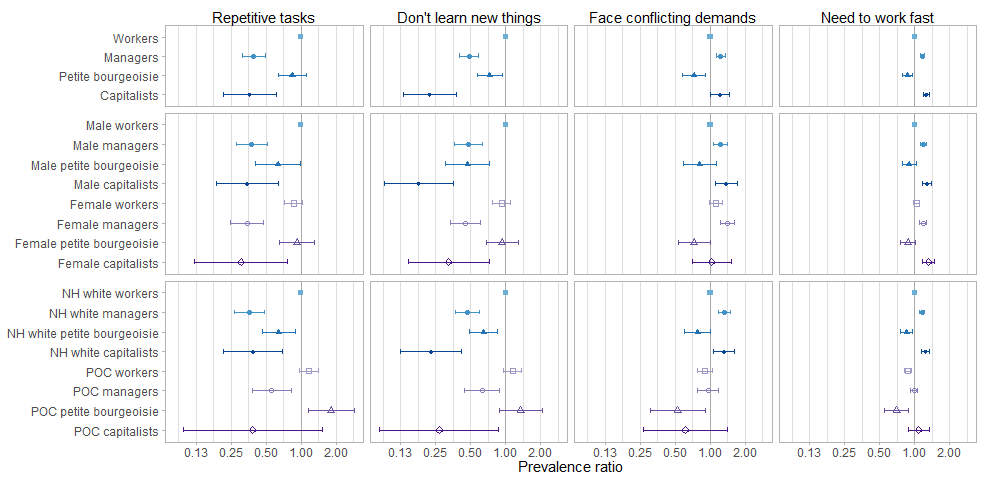 Repetitive tasks Don't learn new things Face conflicting demands Need to work fast
Workers
Managers
Petite bourgeoisie
Capitalists
Male workers
Male managers
Male petite bourgeoisie
Male capitalists
Female workers
Female managers
Female petite bourgeoisie
Female capitalists
NH white workers
NH white managers
NH white petite bourgeoisie
NH white capitalists
POC workers
POC managers
POC petite bourgeoisie
POC capitalists
0.13 0.25 0.50 1.00 2.00 0.13 0.25 0.50 1.00 2.00 0.13 0.25 0.50 1.00 2.00 0.13 0.25 0.50 1.00 2.00
Prevalence ratio